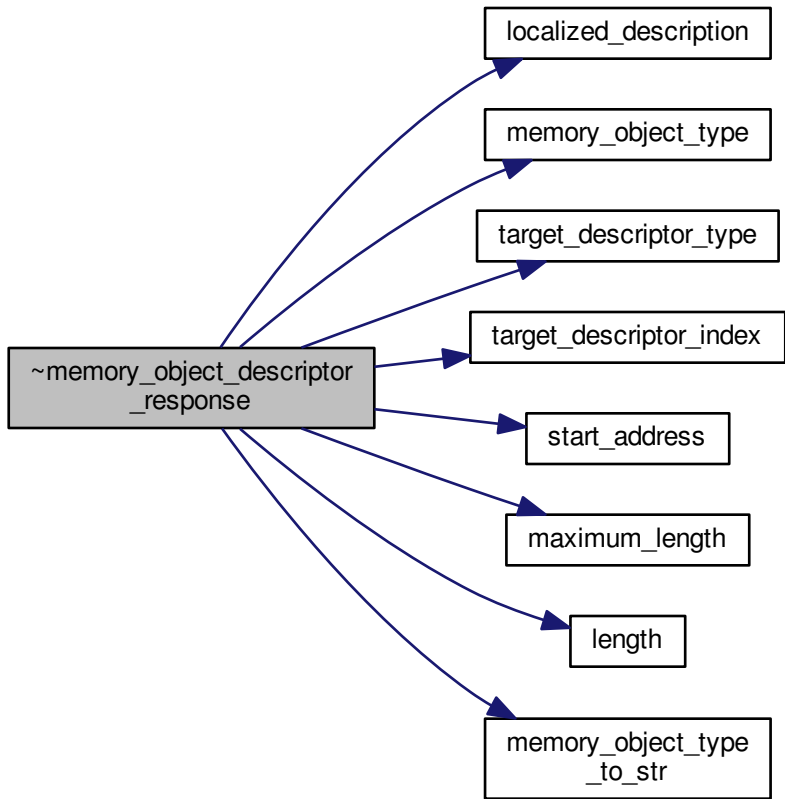 localized_description
memory_object_type
target_descriptor_type
target_descriptor_index
~memory_object_descriptor
_response
start_address
maximum_length
length
memory_object_type
_to_str